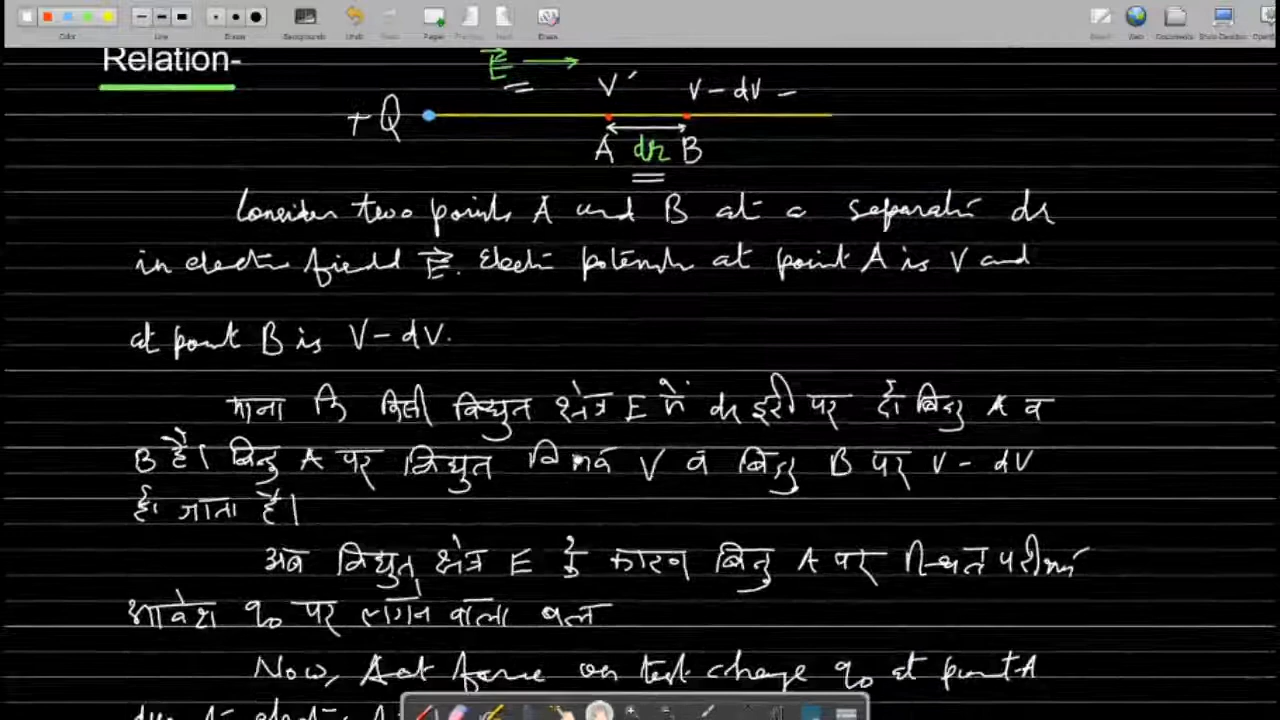 Relation-
E
V V - dV
+Q
A dr B
Consider two points A and B at a separatin dr
in electric field E. Electric potential at point A is V and
at point B is V - dV.
माना कि किसी विद्युत क्षेत्र E में dr दूरी पर दो बिन्दु A व
B है। बिन्दु A पर विद्युत विभव V व बिन्दु B पर V - dV
हो जाता है।
अब विद्युत क्षेत्र E के कारण बिन्दु A पर स्थित परीक्षण
आवेश q₀ पर लगने वाला बल
Now, force on test charge q₀ at point A